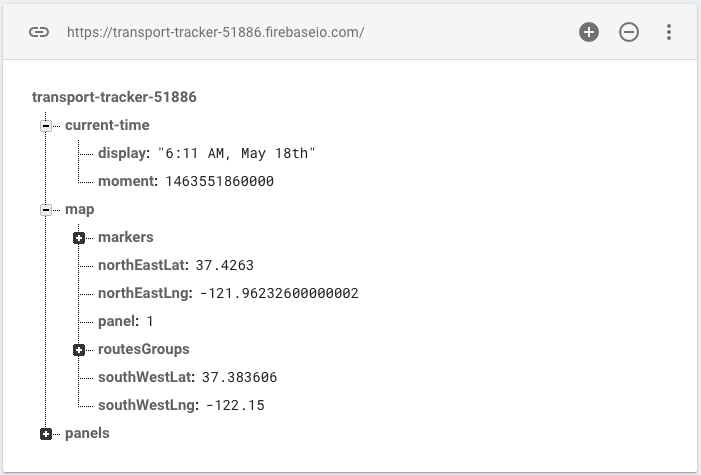 https://transport-tracker-51886.firebaseio.com/
transport-tracker-51886
current-time
display: "6:11 AM, May 18th"
moment: 1463551860000
map
markers
northEastLat: 37.4263
northEastLng: -121.96232600000002
panel: 1
routesGroups
southWestLat: 37.383606
southWestLng: -122.15
panels